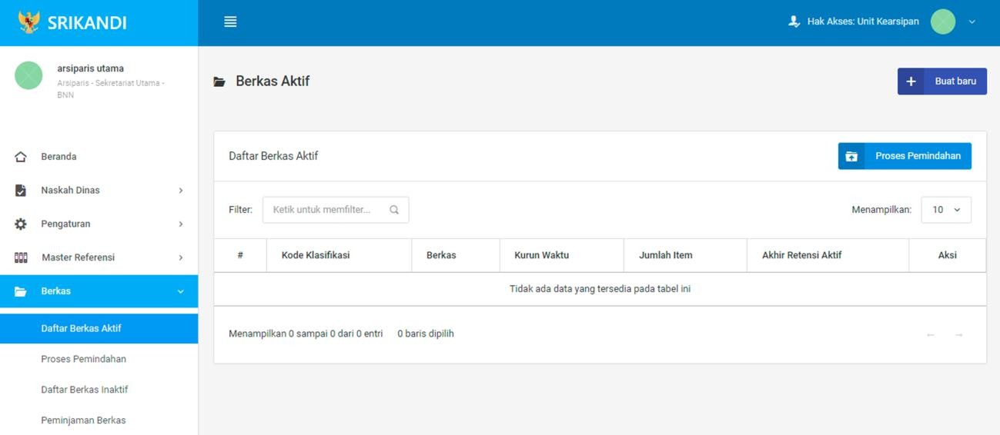 SRIKANDI
Hak Akses: Unit Kearsipan
arsiparis utama
Arsiparis - Sekretariat Utama -
BNN
Berkas Aktif
+ Buat baru
Beranda
Naskah Dinas
Pengaturan
Master Referensi
Berkas
Daftar Berkas Aktif
Proses Pemindahan
Daftar Berkas Inaktif
Peminjaman Berkas
Daftar Berkas Aktif
Proses Pemindahan
Filter: Ketik untuk memfilter... Menampilkan: 10
# Kode Klasifikasi Berkas Kurun Waktu Jumlah Item Akhir Retensi Aktif Aksi
Tidak ada data yang tersedia pada tabel ini
Menampilkan 0 sampai 0 dari 0 entri 0 baris dipilih ← →